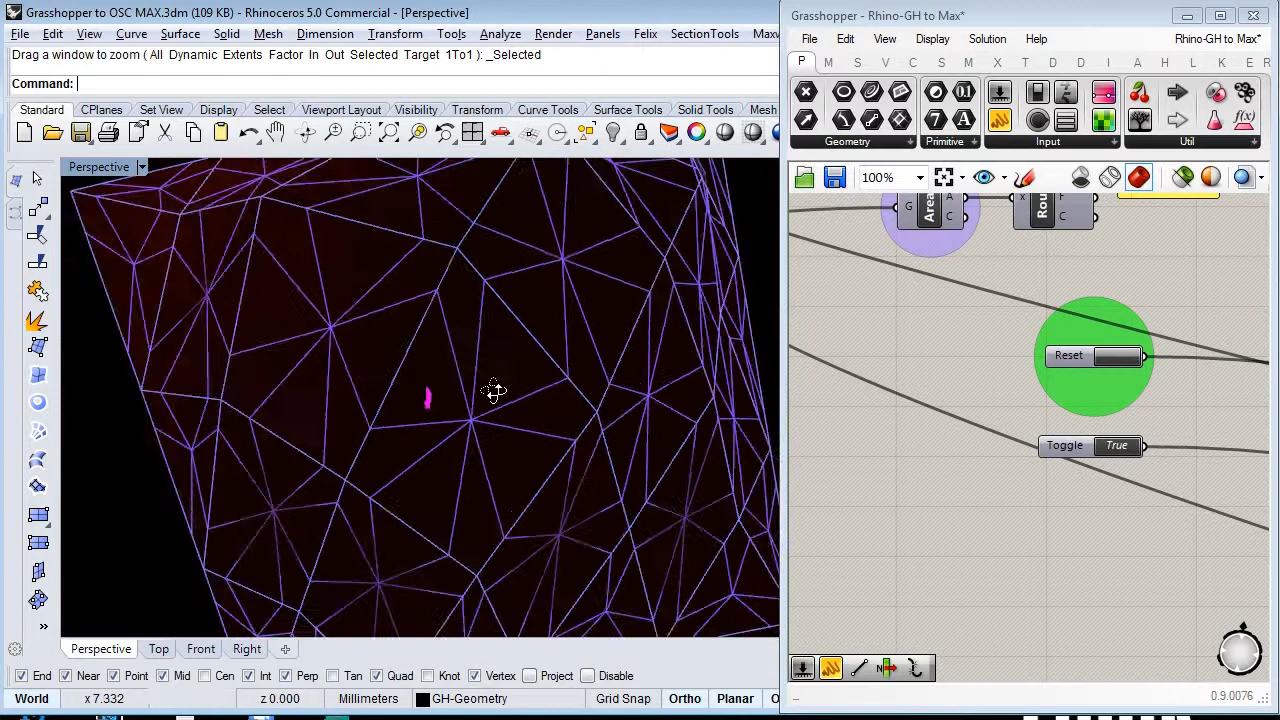 Grasshopper to OSC MAX.3dm (109 KB) - Rhinoceros 5.0 Commercial - [Perspective]
File Edit View Curve Surface Solid Mesh Dimension Transform Tools Analyze Render Panels Felix SectionTools
Drag a window to zoom ( All Dynamic Extents Factor In Out Selected Target 1To1 ): _Selected
Command:
Standard CPlanes Set View Display Select Viewport Layout Visibility Transform Curve Tools Surface Tools Solid Tools Mesh
Perspective
Perspective Top Front Right
End Near Point Mid Cen Int Perp Tan Quad Knot Vertex Project Disable
World x 7.332 z 0.000 Millimeters GH-Geometry Grid Snap Ortho Planar
Grasshopper - Rhino-GH to Max*
File Edit View Display Solution Help Rhino-GH to Max*
P M S V C S M T D D I A H L K E R
Geometry Primitive Input Util
100%
G Area A C
x Rou F C
Reset
Toggle True
0.9.0076